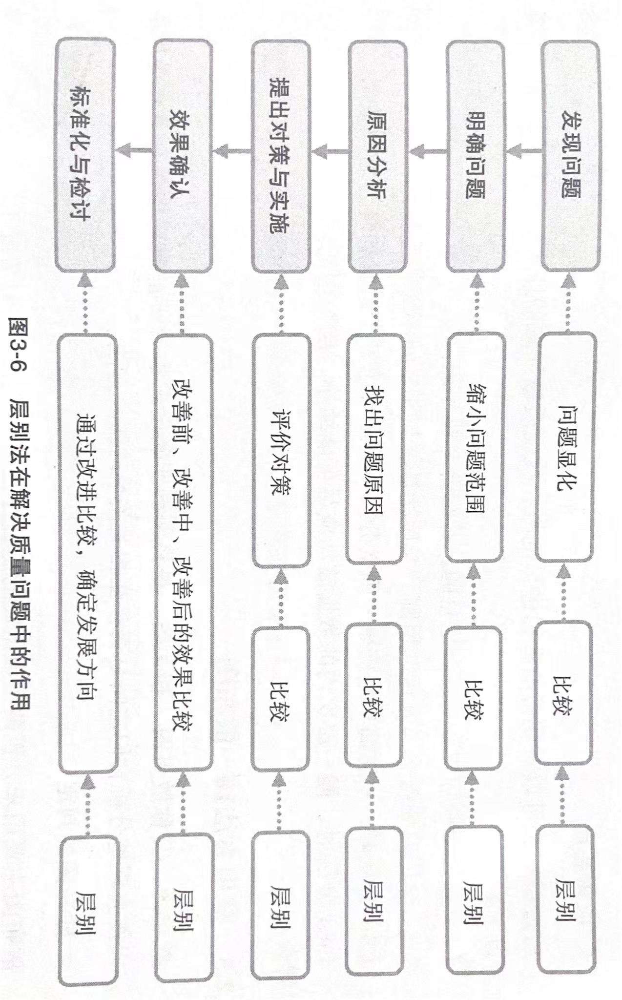 发现问题
问题显化
比较
层别
明确问题
缩小问题范围
比较
层别
原因分析
找出问题原因
比较
层别
提出对策与实施
评价对策
比较
层别
效果确认
改善前、改善中、改善后的效果比较
层别
标准化与检讨
通过改进比较，确定发展方向
层别
图3-6 层别法在解决质量问题中的作用